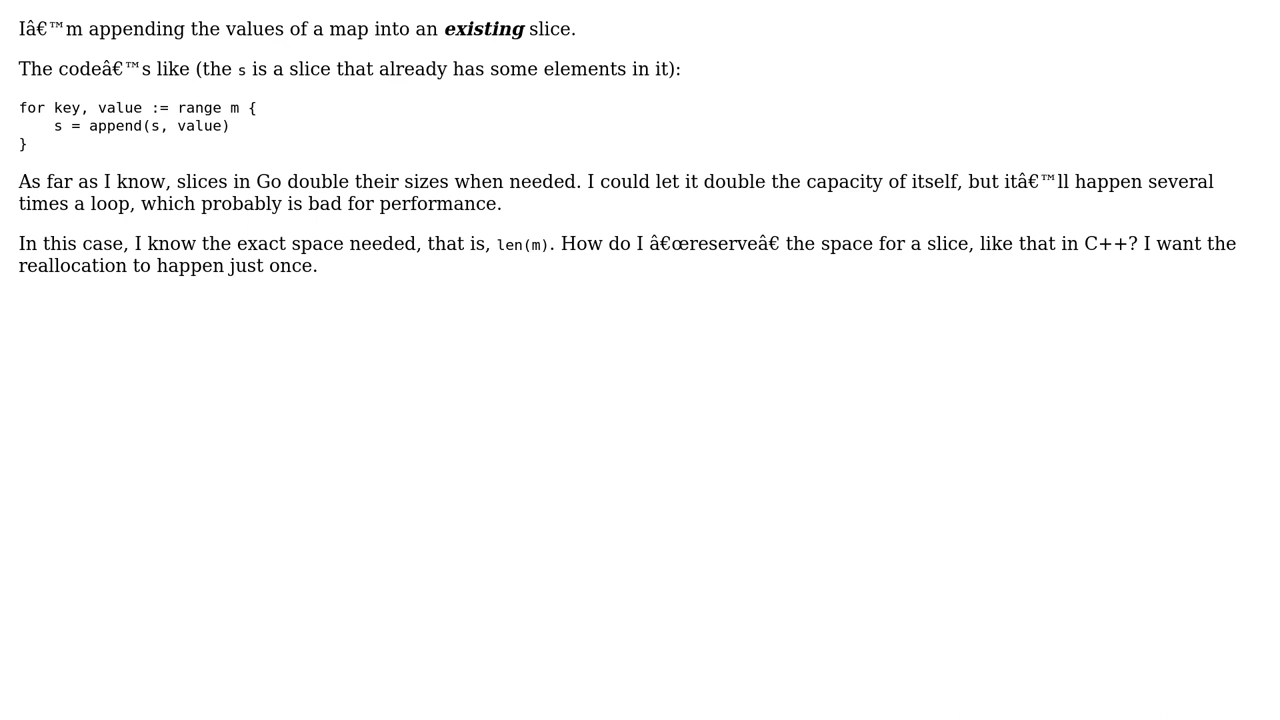 Iâ€™m appending the values of a map into an existing slice.
The codeâ€™s like (the s is a slice that already has some elements in it):
for key, value := range m {
    s = append(s, value)
}
As far as I know, slices in Go double their sizes when needed. I could let it double the capacity of itself, but itâ€™ll happen several
times a loop, which probably is bad for performance.
In this case, I know the exact space needed, that is, len(m). How do I â€œreserveâ€ the space for a slice, like that in C++? I want the
reallocation to happen just once.